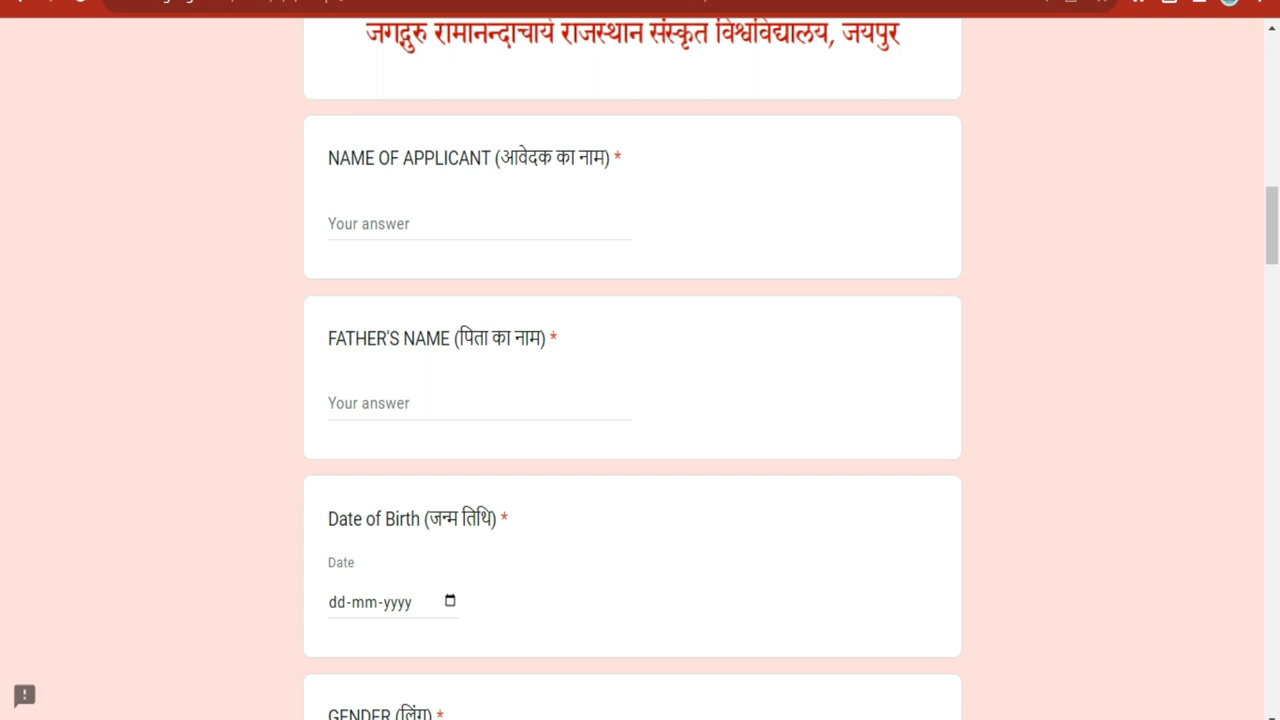 जगद्गुरु रामानन्दाचार्य राजस्थान संस्कृत विश्वविद्यालय, जयपुर
NAME OF APPLICANT (आवेदक का नाम) *
Your answer
FATHER'S NAME (पिता का नाम) *
Your answer
Date of Birth (जन्म तिथि) *
Date
dd-mm-yyyy
GENDER (लिंग) *